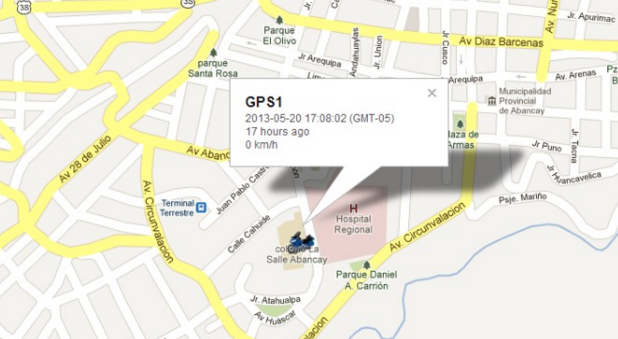 3S
3S
Jr. Apurimac
Av. Nu
parque
El Olivo
Andahuaylas
Jr. Union
Jr Cusco
Av Diaz Barcenas
parque
Santa Rosa
Jr Arequipa
Lima
Arequipa
Av. Arenas
Pz
GPS1
2013-05-20 17:08:02 (GMT-05)
17 hours ago
0 km/h
Municipalidad
Provincial
de Abancay
Plaza de
Armas
Av 28 de Julio
Av Abanc
Jr Puno
Jr. Tacna
Jr Huancavelica
Juan Pablo Castro
Psje. Mariño
Terminal
Terrestre
Av. Circunvalacion
Calle Cahuide
H
Hospital
Regional
Av. Circunvalacion
colegio La
Salle Abancay
Parque Daniel
A. Carrión
Jr. Atahualpa
Av Huáscar
lacion